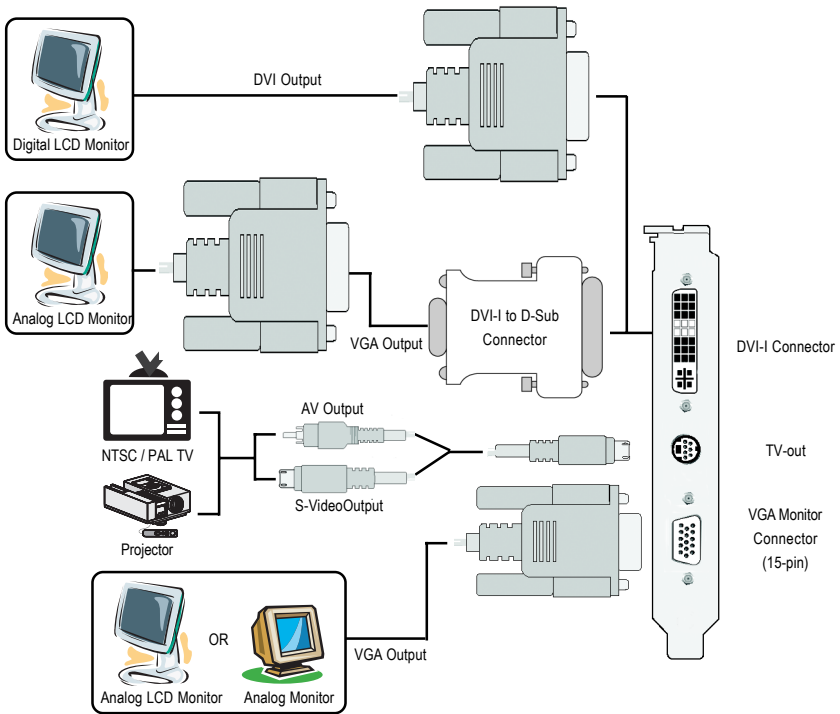 DVI Output
Digital LCD Monitor
Analog LCD Monitor
VGA Output
DVI-I to D-Sub
Connector
DVI-I Connector
AV Output
NTSC / PAL TV
TV-out
S-VideoOutput
Projector
VGA Monitor
Connector
(15-pin)
OR
VGA Output
Analog LCD Monitor
Analog Monitor